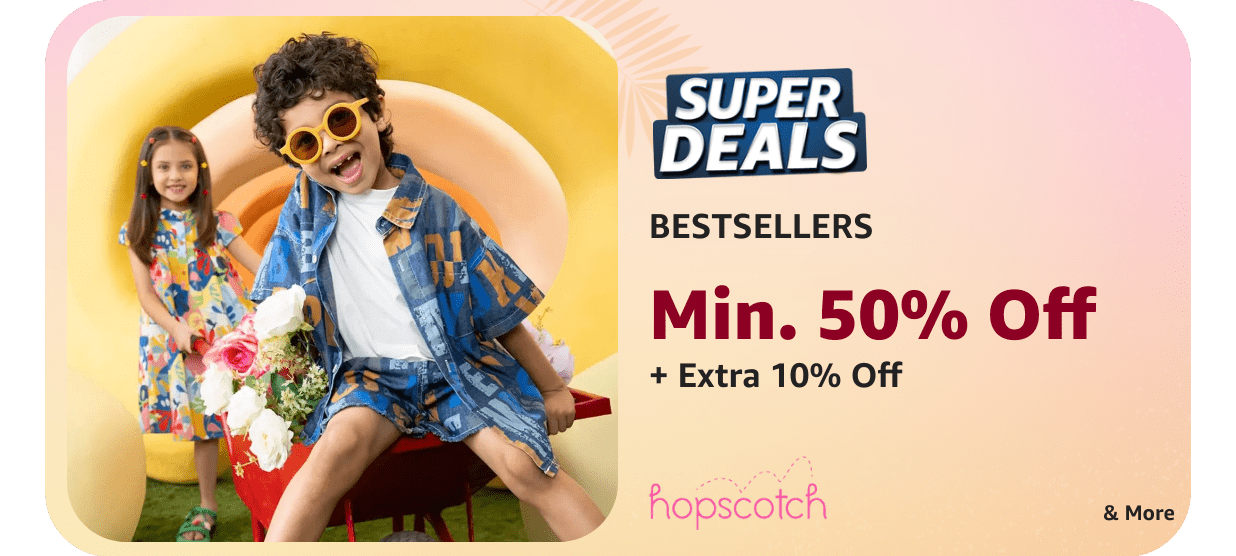 SUPER
DEALS
BESTSELLERS
Min. 50% Off
+ Extra 10% Off
hopscotch
& More